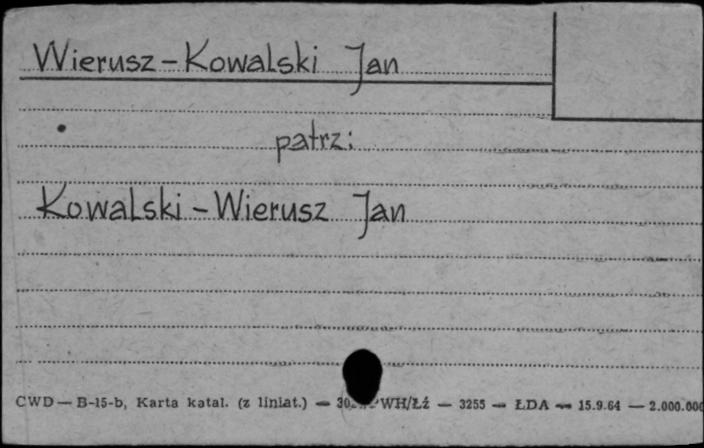 Wierusz-Kowalski Jan
patrz:
Kowalski-Wierusz Jan
CWD — B-15-b, Karta katal. (z liniat.) — WH/Łź — 3255 — ŁDA — 15.9.64 — 2.000.000